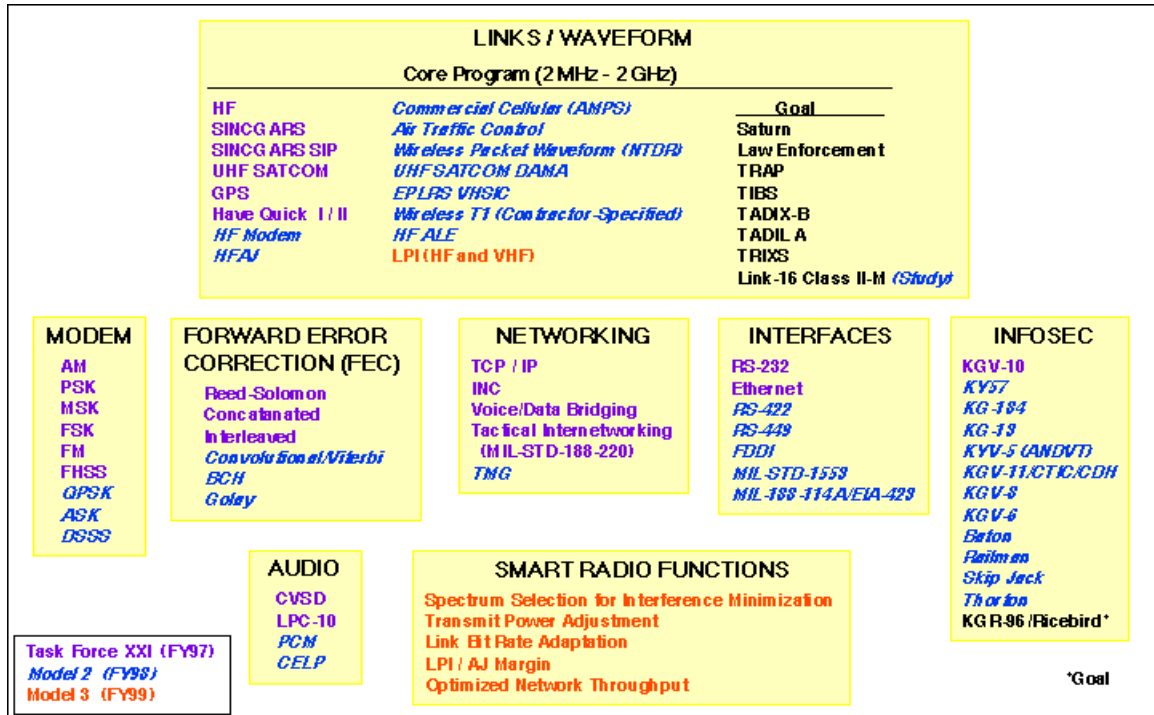 LINKS / WAVEFORM
Core Program (2 MHz - 2 GHz)
HF
SINCGARS
SINCGARS SIP
UHF SATCOM
GPS
Have Quick I / II
HF Modem
HFAJ
Commercial Cellular (AMPS)
Air Traffic Control
Wireless Packet Waveform (NTDR)
UHF SATCOM DAMA
EPLRS VHSIC
Wireless T1 (Contractor-Specified)
HF ALE
LPI (HF and VHF)
Goal
Saturn
Law Enforcement
TRAP
TIBS
TADIX-B
TADIL A
TRIXS
Link-16 Class II-M (Study)
MODEM
AM
PSK
MSK
FSK
FM
FHSS
QPSK
ASK
DSSS
FORWARD ERROR
CORRECTION (FEC)
Reed-Solomon
Concatanated
Interleaved
Convolutional/Viterbi
BCH
Golay
NETWORKING
TCP / IP
INC
Voice/Data Bridging
Tactical Internetworking
(MIL-STD-188-220)
TMG
INTERFACES
RS-232
Ethernet
RS-422
RS-449
FDDI
MIL-STD-1553
MIL-188-114A/EIA-423
INFOSEC
KGV-10
KY57
KG-184
KYV-5 (ANDVT)
KGV-11/CTIC/CDH
KGV-8
KGV-6
Baton
Railman
Skip Jack
Thorton
KGR-96/Ricebird*
AUDIO
CVSD
LPC-10
PCM
CELP
SMART RADIO FUNCTIONS
Spectrum Selection for Interference Minimization
Transmit Power Adjustment
Link Bit Rate Adaptation
LPI / AJ Margin
Optimized Network Throughput
Task Force XXI (FY97)
Model 2 (FY98)
Model 3 (FY99)
*Goal